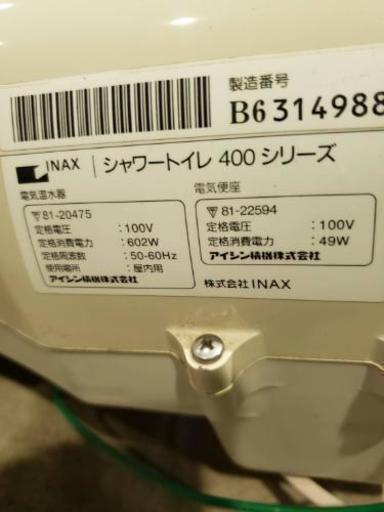 製造番号
B6314988
INAX シャワートイレ 400 シリーズ
電気温水器
81-20475
定格電圧 : 100V
定格消費電力 : 602W
定格周波数 : 50-60Hz
使用場所 : 屋内用
アイシン精機株式会社
電気便座
81-22594
定格電圧 : 100V
定格消費電力 : 49W
アイシン精機株式会社
株式会社 INAX